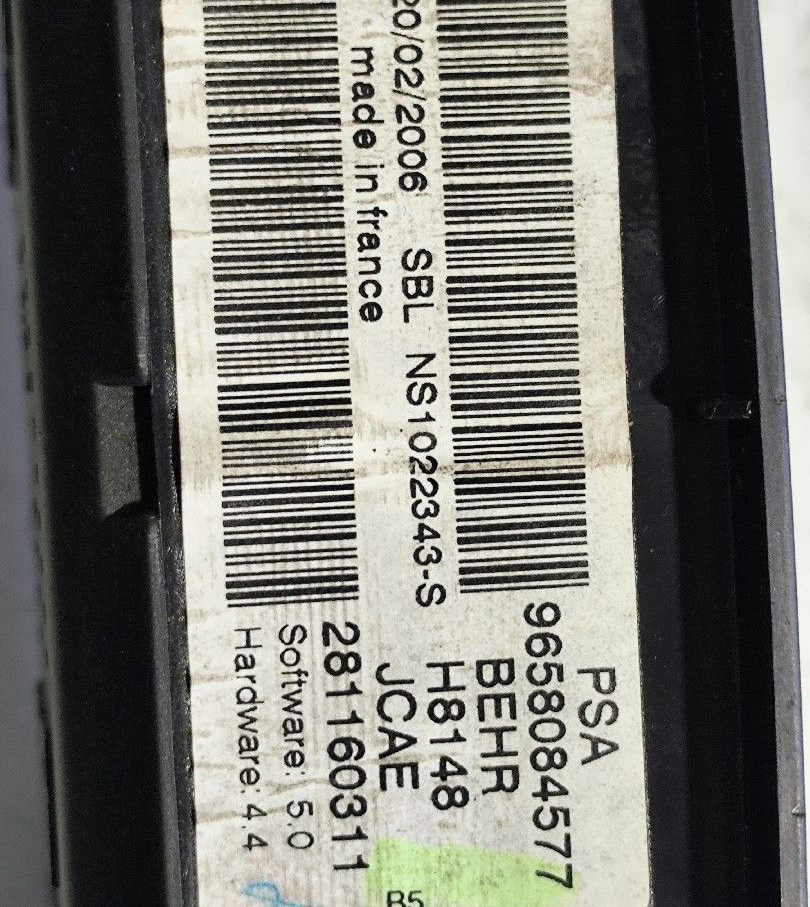 PSA
9658084577
BEHR
H8148
JCAE
281160311
Software: 5.0
Hardware: 4.4
20/02/2006 SBL NS1022343-S
made in france
B5